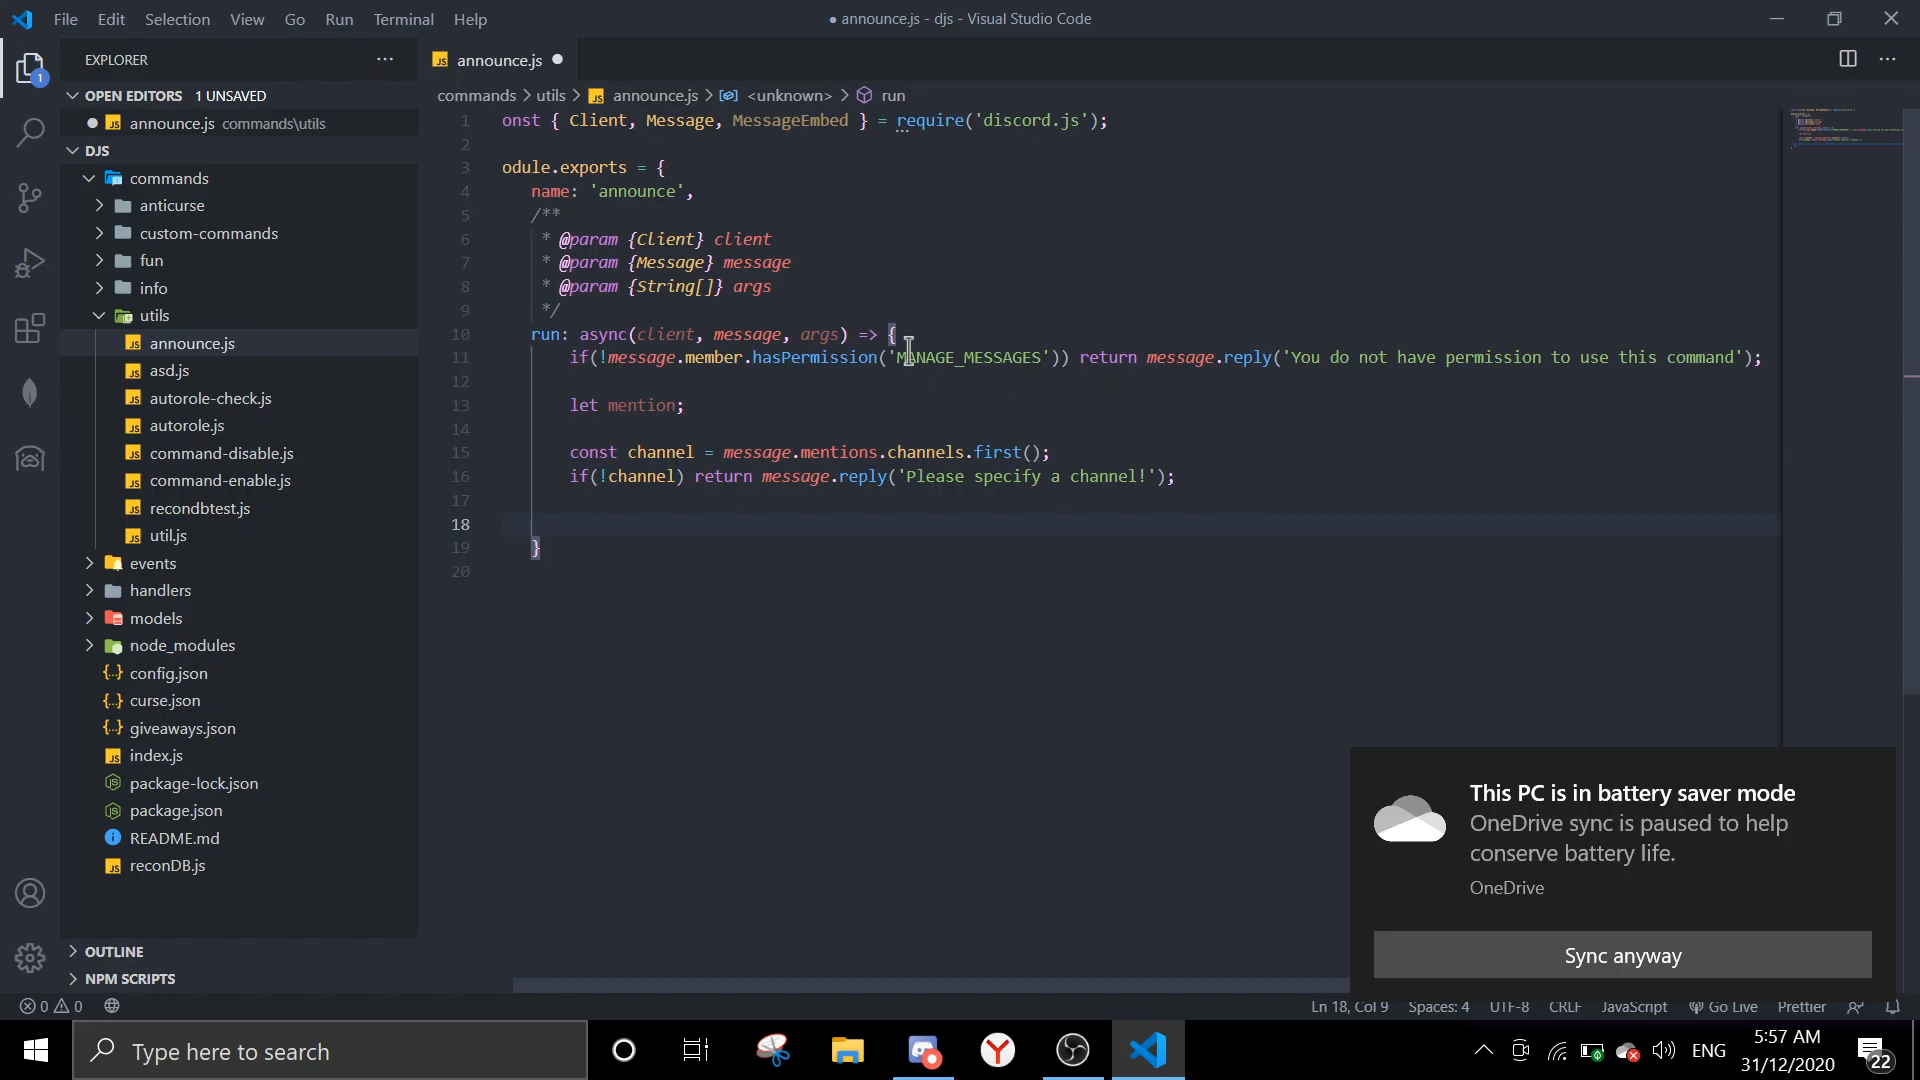 File Edit Selection View Go Run Terminal Help
● announce.js - djs - Visual Studio Code
EXPLORER
OPEN EDITORS 1 UNSAVED
announce.js commands\utils
DJS
commands
anticurse
custom-commands
fun
info
utils
announce.js
asd.js
autorole-check.js
autorole.js
command-disable.js
command-enable.js
recondbtest.js
util.js
events
handlers
models
node_modules
config.json
curse.json
giveaways.json
index.js
package-lock.json
package.json
README.md
reconDB.js
OUTLINE
NPM SCRIPTS
announce.js
commands > utils > announce.js > <unknown> > run
1 onst { Client, Message, MessageEmbed } = require('discord.js');
2
3 odule.exports = {
4 name: 'announce',
5 /**
6 * @param {Client} client
7 * @param {Message} message
8 * @param {String[]} args
9 */
10 run: async(client, message, args) => {
11 if(!message.member.hasPermission('MANAGE_MESSAGES')) return message.reply('You do not have permission to use this command');
12
13 let mention;
14
15 const channel = message.mentions.channels.first();
16 if(!channel) return message.reply('Please specify a channel!');
17
18
19 }
20
This PC is in battery saver mode
OneDrive sync is paused to help
conserve battery life.
OneDrive
Sync anyway
0 0
Ln 18, Col 9 Spaces: 4 UTF-8 CRLF JavaScript Go Live Prettier
Type here to search
ENG
5:57 AM
31/12/2020
22
1